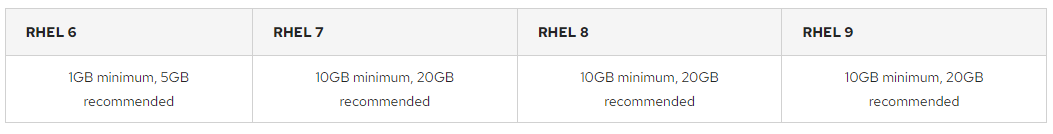 RHEL 6 RHEL 7 RHEL 8 RHEL 9
1GB minimum, 5GB recommended
10GB minimum, 20GB recommended
10GB minimum, 20GB recommended
10GB minimum, 20GB recommended